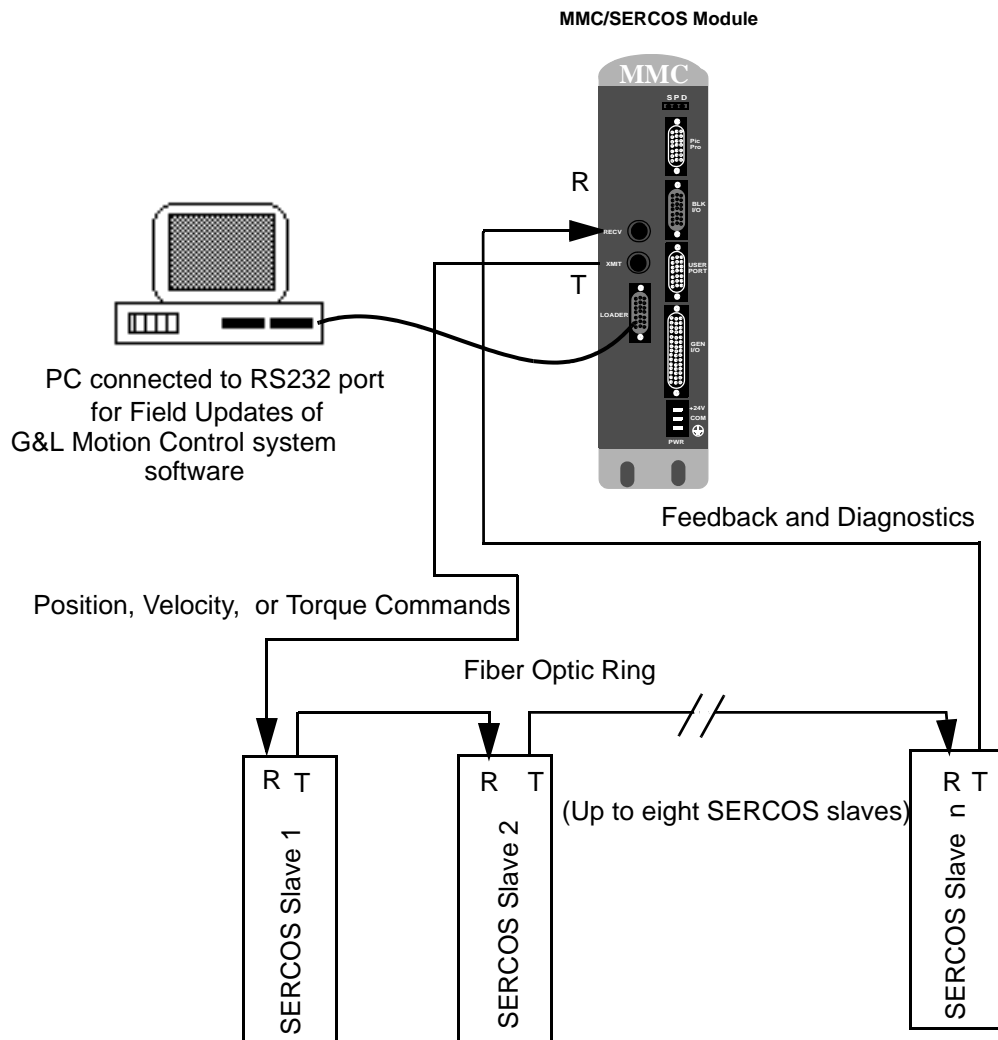 MMC/SERCOS Module
MMC
S P D
Pic
Pro
R
BLK
I/O
RECV
XMIT
USER
PORT
T
LOADER
GEN
I/O
PC connected to RS232 port
for Field Updates of
G&L Motion Control system
software
+24V
COM
PWR
Feedback and Diagnostics
Position, Velocity,  or Torque Commands
Fiber Optic Ring
R T
R T
R T
(Up to eight SERCOS slaves)
SERCOS Slave 1
SERCOS Slave 2
SERCOS Slave n